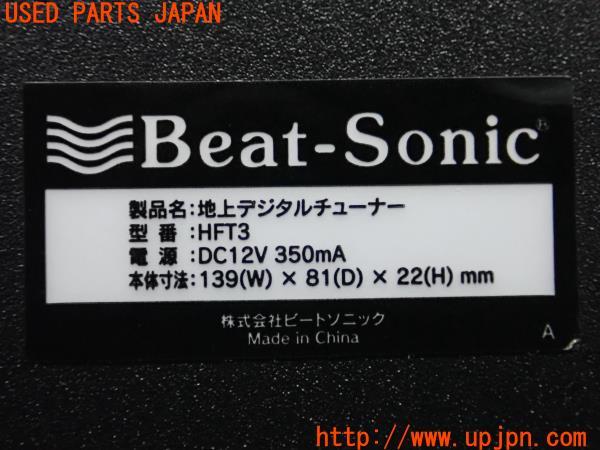 USED PARTS JAPAN
Beat-Sonic®
製品名:地上デジタルチューナー
型番:HFT3
電源:DC12V 350mA
本体寸法:139(W) × 81(D) × 22(H) mm
株式会社ビートソニック
Made in China
A
http://www.upjpn.com